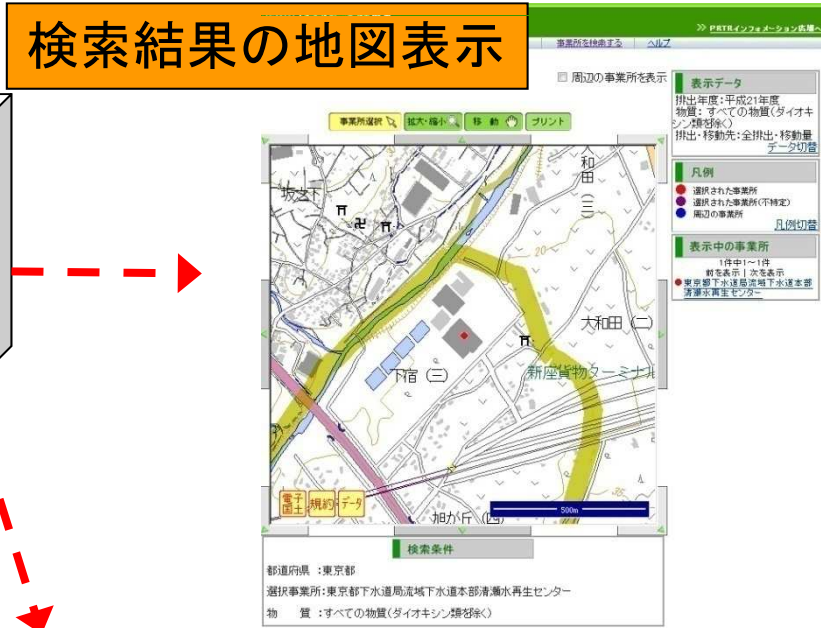 検索結果の地図表示
≫ PRTRインフォメーション広場へ
事業所を検索する ヘルプ
周辺の事業所を表示
事業所選択 拡大・縮小 移動 プリント
表示データ
排出年度:平成21年度
物質:すべての物質(ダイオキ
シン類を除く)
排出・移動先:全排出・移動量
データ切替
凡例
選択された事業所
選択された事業所(不特定)
周辺の事業所
凡例切替
表示中の事業所
1件中1～1件
前を表示 | 次を表示
東京都下水道局流域下水道本部
清瀬水再生センター
坂之下
大和田(三)
20
大和田(二)
下宿(三)
新座貨物ターミナル
35
旭が丘(四)
電子国土 規約 データ
500m
検索条件
都道府県 :東京都
選択事業所:東京都下水道局流域下水道本部清瀬水再生センター
物 質 :すべての物質(ダイオキシン類を除く)